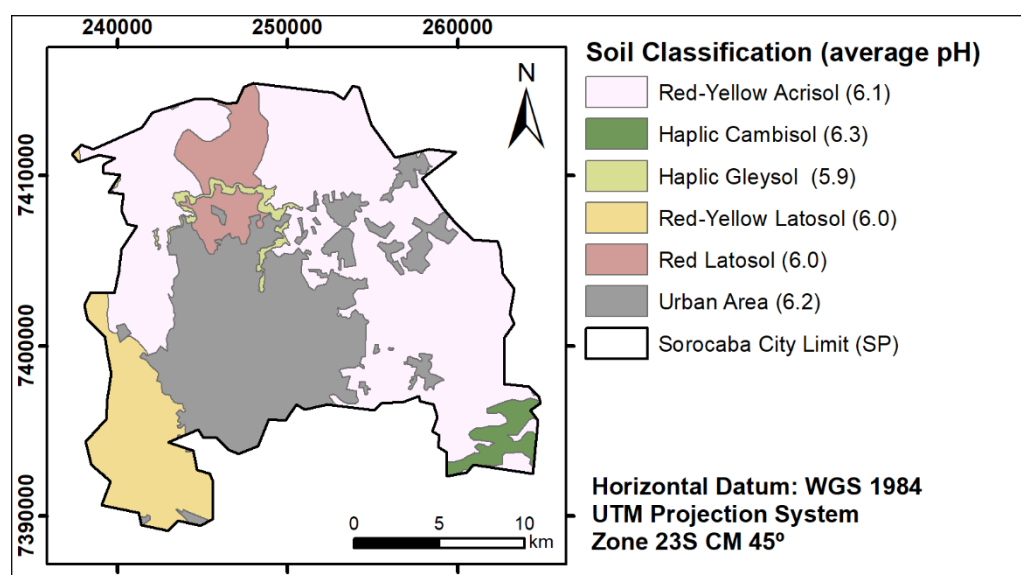 240000 250000 260000
7410000
7400000
7390000
N
0 5 10
km
Soil Classification (average pH)
Red-Yellow Acrisol (6.1)
Haplic Cambisol (6.3)
Haplic Gleysol (5.9)
Red-Yellow Latosol (6.0)
Red Latosol (6.0)
Urban Area (6.2)
Sorocaba City Limit (SP)
Horizontal Datum: WGS 1984
UTM Projection System
Zone 23S CM 45º